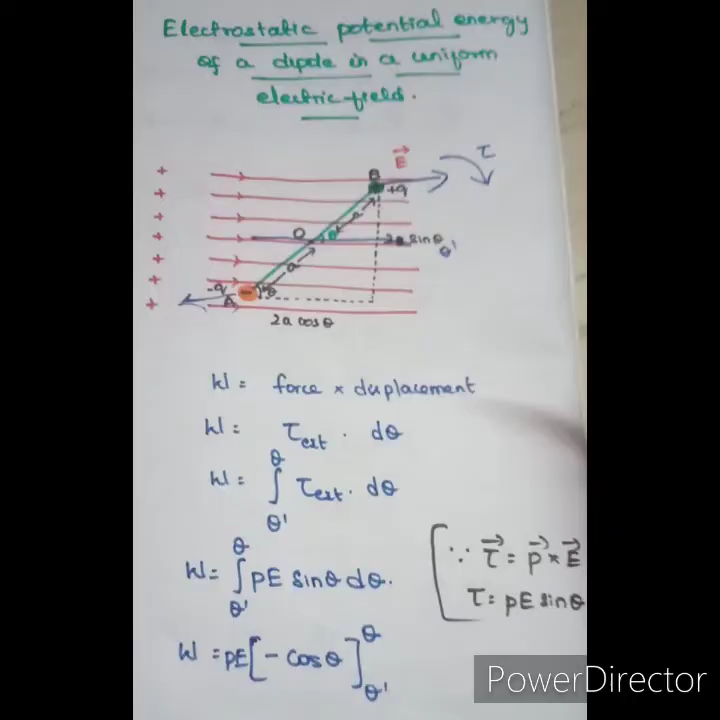 Electrostatic potential energy
of a dipole in a uniform
electric field.
+
+
+
+
+
+
+
+
E
τ
B
+q
a
O
θ
2a sinθ
θ'
a
-q
A
θ
2a cosθ
W = force × duplacement
W = τext . dθ
W = ∫θ'θ τext . dθ
W = ∫θ'θ pE sinθ dθ.
∵ τ = p × E
τ = pE sinθ
W = pE[- cosθ]θ'θ
PowerDirector